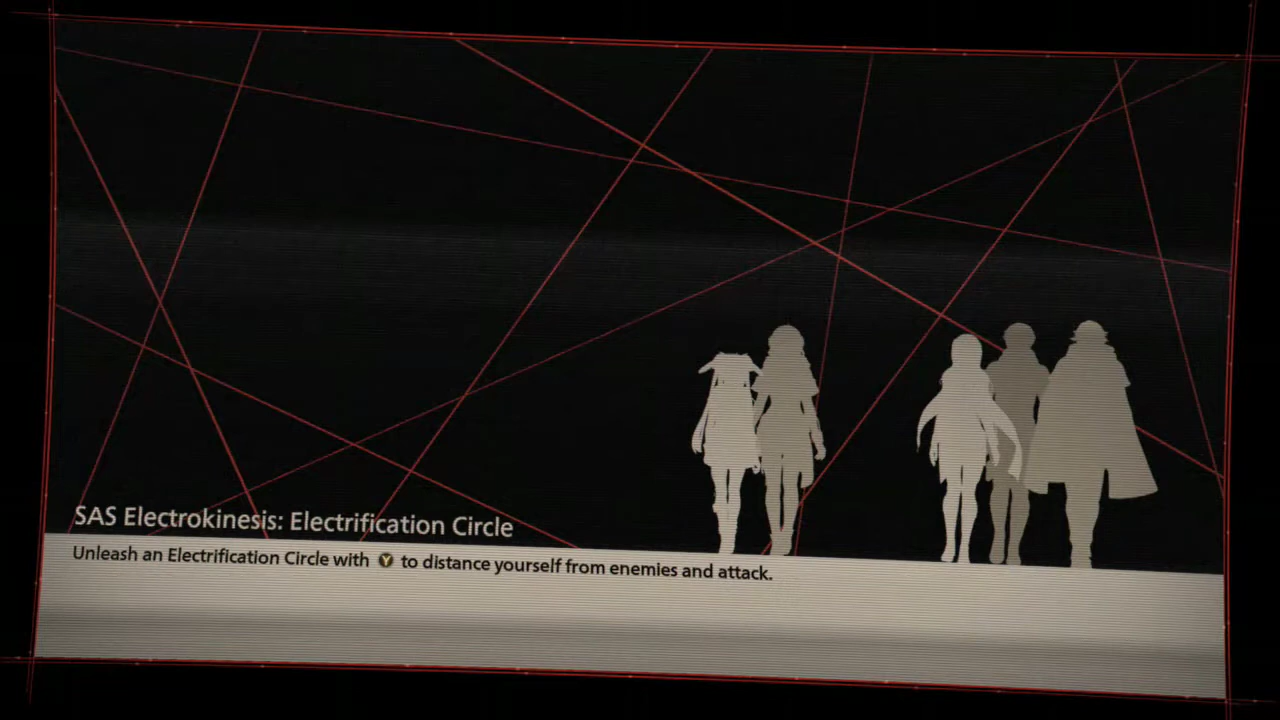 SAS Electrokinesis: Electrification Circle
Unleash an Electrification Circle with Y to distance yourself from enemies and attack.